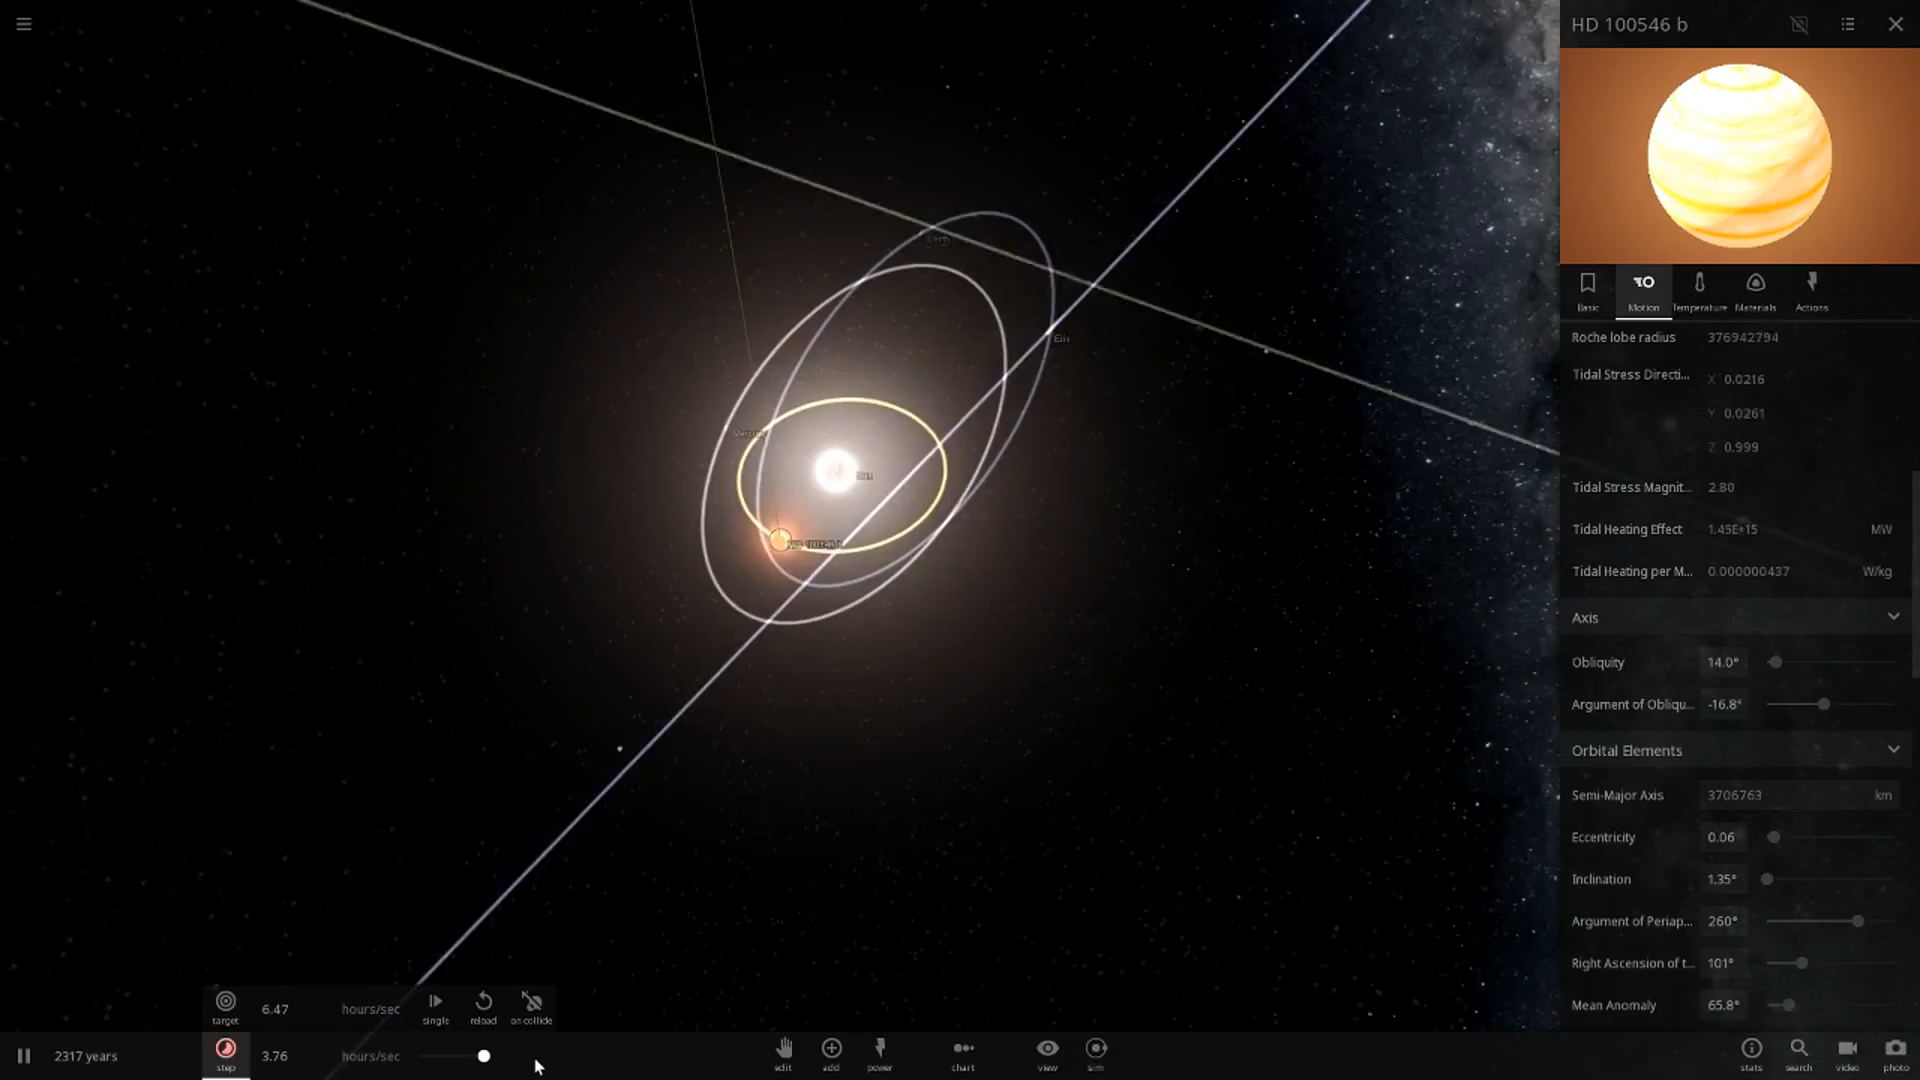 HD 100546 b
Basic
Motion
Temperature
Materials
Actions
Roche lobe radius 376942794
Tidal Stress Directi... X 0.0216
Y 0.0261
Z 0.999
Tidal Stress Magnit... 2.80
Tidal Heating Effect 1.45E+15 MW
Tidal Heating per M... 0.000000437 W/kg
Axis
Obliquity 14.0°
Argument of Obliqu... -16.8°
Orbital Elements
Semi-Major Axis 3706763 km
Eccentricity 0.06
Inclination 1.35°
Argument of Periap... 260°
Right Ascension of t... 101°
Mean Anomaly 65.8°
target 6.47 hours/sec single reload on collide
2317 years step 3.76 hours/sec
edit add power chart view sim
stats search video photo